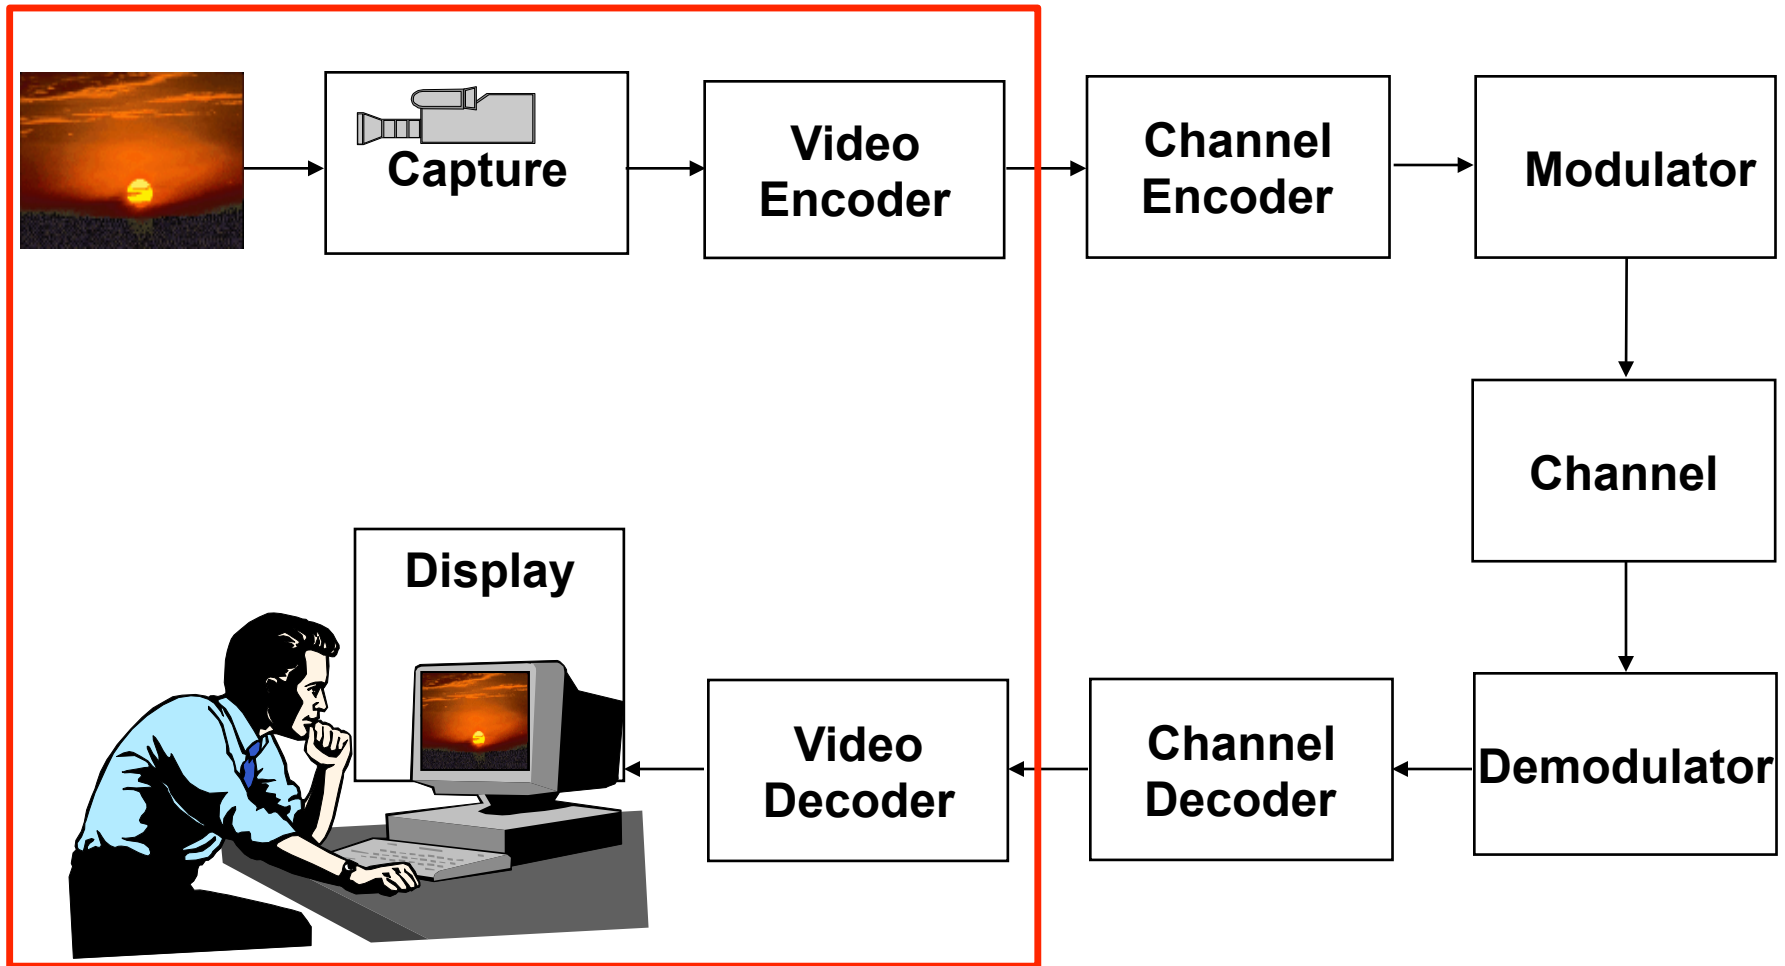 Capture
Video
Encoder
Channel
Encoder
Modulator
Channel
Display
Video
Decoder
Channel
Decoder
Demodulator